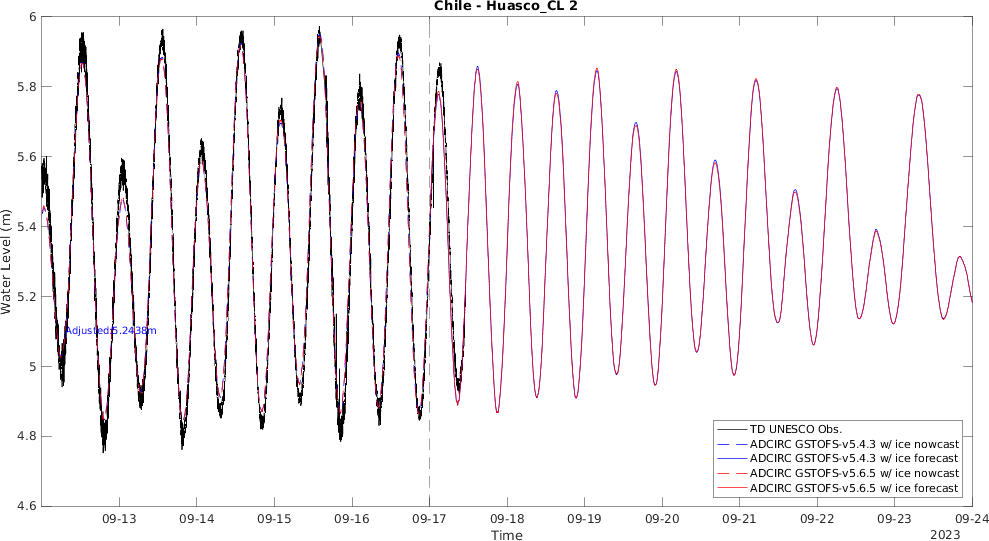 Chile - Huasco_CL 2
6
5.8
5.6
5.4
5.2
5
4.8
4.6
Water Level (m)
Adjusted:5.2438m
TD UNESCO Obs.
ADCIRC GSTOFS-v5.4.3 w/ ice nowcast
ADCIRC GSTOFS-v5.4.3 w/ ice forecast
ADCIRC GSTOFS-v5.6.5 w/ ice nowcast
ADCIRC GSTOFS-v5.6.5 w/ ice forecast
09-13 09-14 09-15 09-16 09-17 09-18 09-19 09-20 09-21 09-22 09-23 09-24
Time
2023